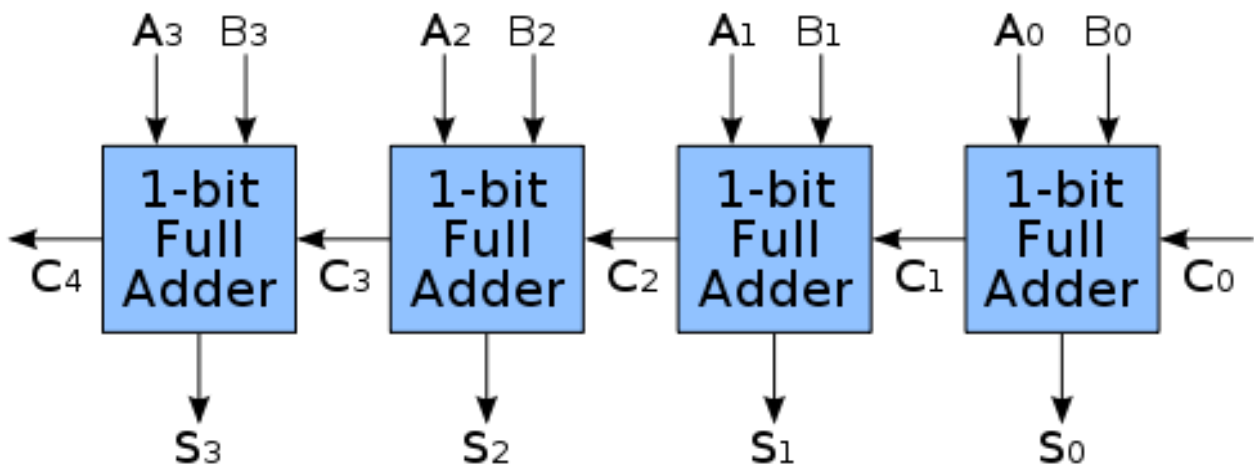 A3 B3 A2 B2 A1 B1 A0 B0
1-bit Full Adder
1-bit Full Adder
1-bit Full Adder
1-bit Full Adder
C4 C3 C2 C1 C0
S3 S2 S1 S0